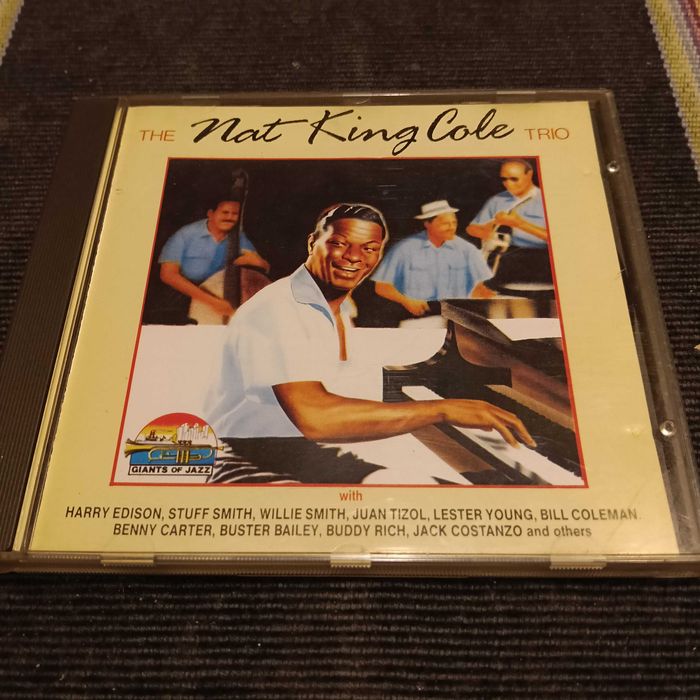 THE Nat King Cole TRIO
GIANTS OF JAZZ
with
HARRY EDISON, STUFF SMITH, WILLIE SMITH, JUAN TIZOL, LESTER YOUNG, BILL COLEMAN.
BENNY CARTER, BUSTER BAILEY, BUDDY RICH, JACK COSTANZO and others